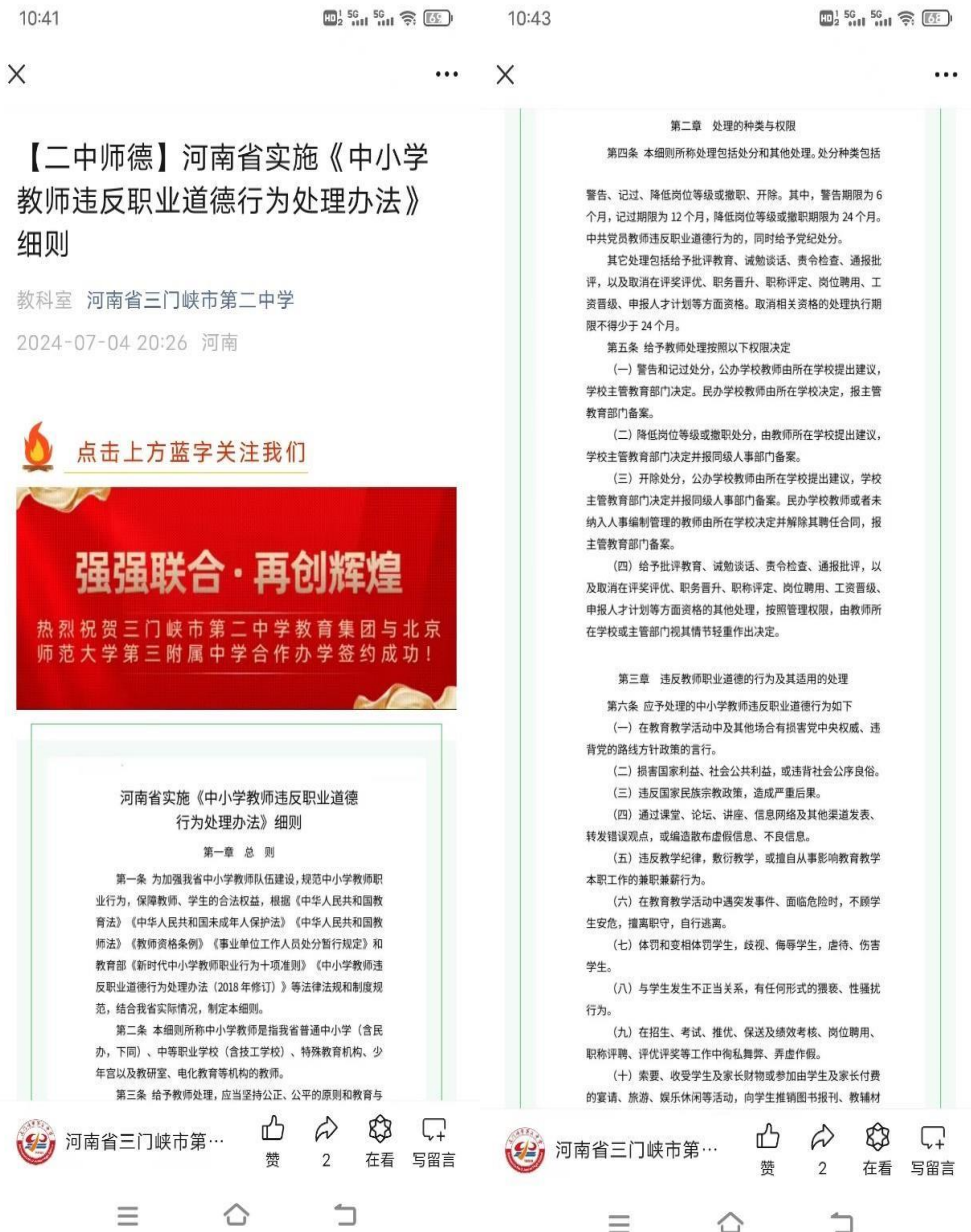 10:41
HD 1 2 5G 5G 65
【二中师德】河南省实施《中小学
教师违反职业道德行为处理办法》
细则
教科室 河南省三门峡市第二中学
2024-07-04 20:26 河南
点击上方蓝字关注我们
强强联合·再创辉煌
热烈祝贺三门峡市第二中学教育集团与北京
师范大学第三附属中学合作办学签约成功！
河南省实施《中小学教师违反职业道德
行为处理办法》细则
第一章 总 则
第一条 为加强我省中小学教师队伍建设，规范中小学教师职
业行为，保障教师、学生的合法权益，根据《中华人民共和国教
育法》《中华人民共和国未成年人保护法》《中华人民共和国教
师法》《教师资格条例》《事业单位工作人员处分暂行规定》和
教育部《新时代中小学教师职业行为十项准则》《中小学教师违
反职业道德行为处理办法（2018 年修订）》等法律法规和制度规
范，结合我省实际情况，制定本细则。
第二条 本细则所称中小学教师是指我省普通中小学（含民
办，下同）、中等职业学校（含技工学校）、特殊教育机构、少
年宫以及教研室、电化教育等机构的教师。
第三条 给予教师处理，应当坚持公正、公平的原则和教育与
河南省三门峡市第…
赞
2
在看
写留言
10:43
HD 1 2 5G 5G
第二章 处理的种类与权限
第四条 本细则所称处理包括处分和其他处理。处分种类包括
警告、记过、降低岗位等级或撤职、开除。其中，警告期限为 6
个月，记过期限为 12 个月，降低岗位等级或撤职期限为 24 个月。
中共党员教师违反职业道德行为的，同时给予党纪处分。
其它处理包括给予批评教育、诫勉谈话、责令检查、通报批
评，以及取消在评奖评优、职务晋升、职称评定、岗位聘用、工
资晋级、申报人才计划等方面资格。取消相关资格的处理执行期
限不得少于 24 个月。
第五条 给予教师处理按照以下权限决定
（一）警告和记过处分，公办学校教师由所在学校提出建议，
学校主管教育部门决定。民办学校教师由所在学校决定，报主管
教育部门备案。
（二）降低岗位等级或撤职处分，由教师所在学校提出建议，
学校主管教育部门决定并报同级人事部门备案。
（三）开除处分，公办学校教师由所在学校提出建议，学校
主管教育部门决定并报同级人事部门备案。民办学校教师或者未
纳入人事编制管理的教师由所在学校决定并解除其聘任合同，报
主管教育部门备案。
（四）给予批评教育、诫勉谈话、责令检查、通报批评，以
及取消在评奖评优、职务晋升、职称评定、岗位聘用、工资晋级、
申报人才计划等方面资格的其他处理，按照管理权限，由教师所
在学校或主管部门视其情节轻重作出决定。
第三章 违反教师职业道德的行为及其适用的处理
第六条 应予处理的中小学教师违反职业道德行为如下
（一）在教育教学活动中及其他场合有损害党中央权威、违
背党的路线方针政策的言行。
（二）损害国家利益、社会公共利益，或违背社会公序良俗。
（三）违反国家民族宗教政策，造成严重后果。
（四）通过课堂、论坛、讲座、信息网络及其他渠道发表、
转发错误观点，或编造散布虚假信息、不良信息。
（五）违反教学纪律，敷衍教学，或擅自从事影响教育教学
本职工作的兼职兼薪行为。
（六）在教育教学活动中遇突发事件、面临危险时，不顾学
生安危，擅离职守，自行逃离。
（七）体罚和变相体罚学生，歧视、侮辱学生，虐待、伤害
学生。
（八）与学生发生不正当关系，有任何形式的猥亵、性骚扰
行为。
（九）在招生、考试、推优、保送及绩效考核、岗位聘用、
职称评聘、评优评奖等工作中徇私舞弊、弄虚作假。
（十）索要、收受学生及家长财物或参加由学生及家长付费
的宴请、旅游、娱乐休闲等活动，向学生推销图书报刊、教辅材
河南省三门峡市第…
赞
2
在看
写留言